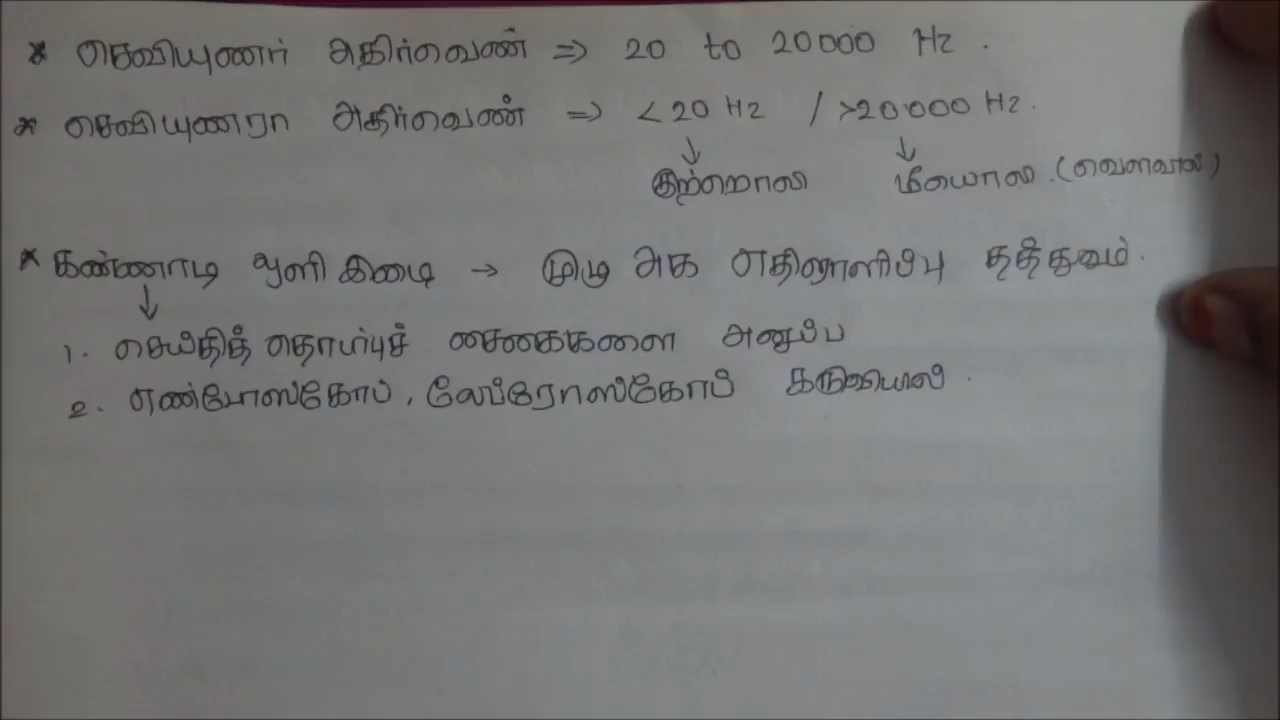 * செவியுணர் அதிர்வெண் => 20 to 20000 Hz .
* செவியுணரா அதிர்வெண் => <20 Hz / >20000 Hz.
↓ ↓
குற்றொலி மீயொலி . (வௌவால்)
* கண்ணாடி ஒளி இழை → முழு அக எதிரொளிப்பு தத்துவம்.
↓
1. செய்தித் தொடர்புச் சைகைகளை அனுப்ப
2. எண்டோஸ்கோப் , லேப்ரோஸ்கோப் கருவியில் .